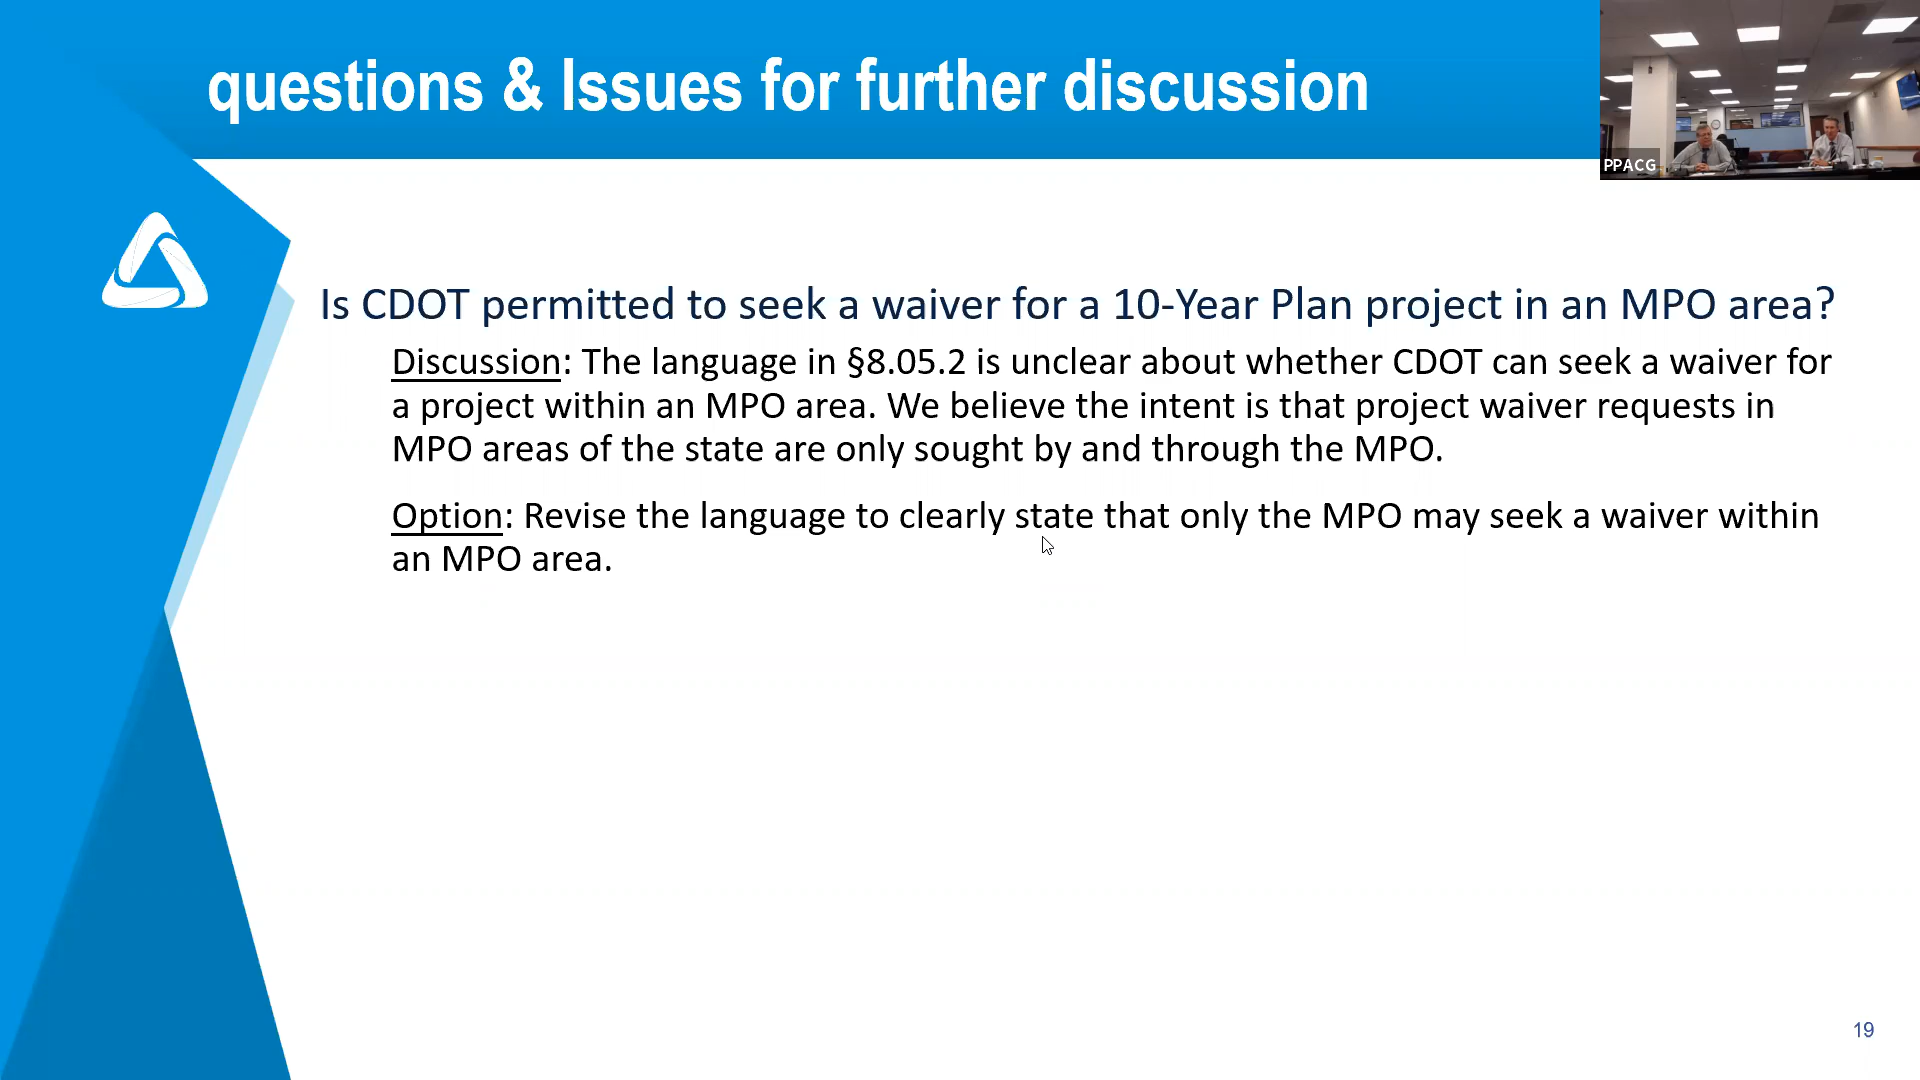 questions & Issues for further discussion
PPACG
Is CDOT permitted to seek a waiver for a 10-Year Plan project in an MPO area?
Discussion: The language in §8.05.2 is unclear about whether CDOT can seek a waiver for
a project within an MPO area. We believe the intent is that project waiver requests in
MPO areas of the state are only sought by and through the MPO.
Option: Revise the language to clearly state that only the MPO may seek a waiver within
an MPO area.
19